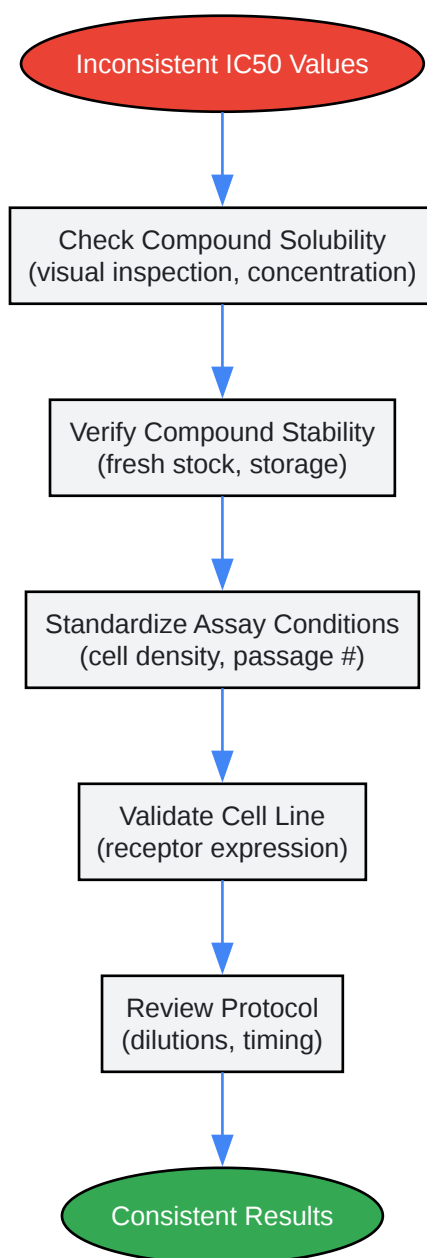 Inconsistent IC50 Values
Check Compound Solubility
(visual inspection, concentration)
Verify Compound Stability
(fresh stock, storage)
Standardize Assay Conditions
(cell density, passage #)
Validate Cell Line
(receptor expression)
Review Protocol
(dilutions, timing)
Consistent Results